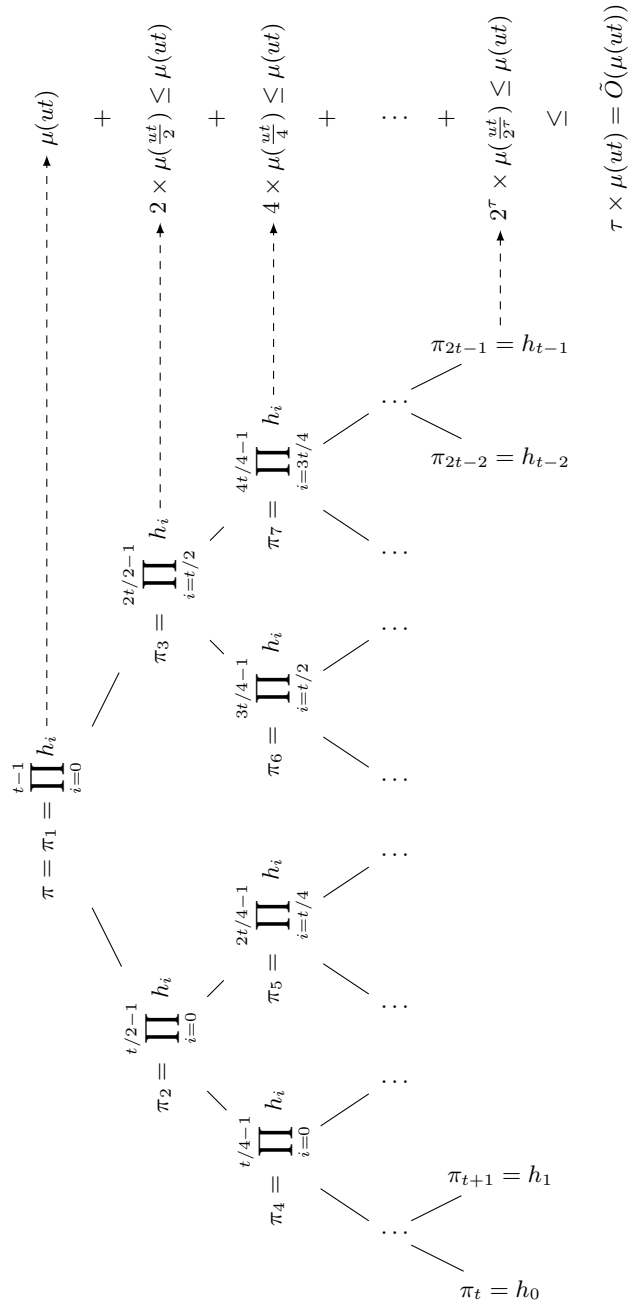 π = π_1 = ∏_{i=0}^{t−1} h_i ⇢ μ(ut)
+
π_2 = ∏_{i=0}^{t/2−1} h_i π_3 = ∏_{i=t/2}^{2t/2−1} h_i ⇢ 2 × μ(\frac{ut}{2}) ≤ μ(ut)
+
π_4 = ∏_{i=0}^{t/4−1} h_i π_5 = ∏_{i=t/4}^{2t/4−1} h_i π_6 = ∏_{i=t/2}^{3t/4−1} h_i π_7 = ∏_{i=3t/4}^{4t/4−1} h_i ⇢ 4 × μ(\frac{ut}{4}) ≤ μ(ut)
+
... ... ... ... ... ... ... ... ⋯
+
π_t = h_0 π_{t+1} = h_1 π_{2t−2} = h_{t−2} π_{2t−1} = h_{t−1} ⇢ 2^τ × μ(\frac{ut}{2^τ}) ≤ μ(ut)
≤
τ × μ(ut) = Õ(μ(ut))